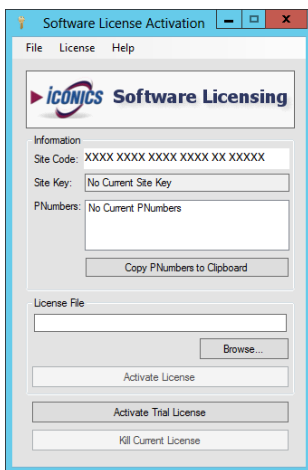 Software License Activation
File License Help
ICONICS Software Licensing
Information
Site Code: XXXX XXXX XXXX XXXX XX XXXXX
Site Key: No Current Site Key
PNumbers: No Current PNumbers
Copy PNumbers to Clipboard
License File
Browse...
Activate License
Activate Trial License
Kill Current License